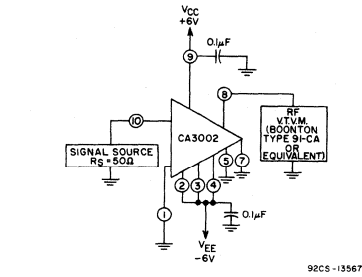 VCC
+6V
0.1µF
9
8
10
CA3002
RF
V.T.V.M.
(BOONTON
TYPE 91-CA
OR
EQUIVALENT)
SIGNAL SOURCE
RS = 50Ω
5
7
2
3
4
1
0.1µF
VEE
-6V
92CS-13567